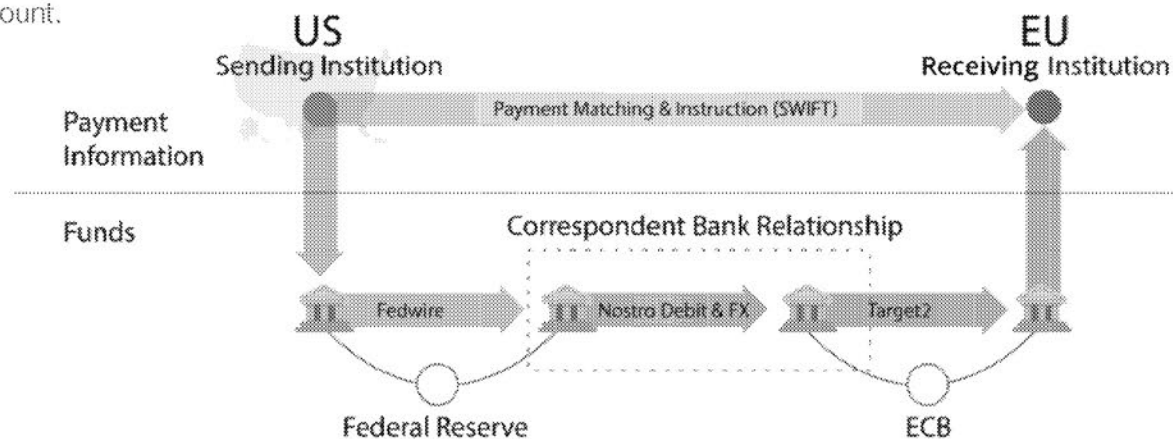 ount.
US
EU
Sending Institution
Receiving Institution
Payment Matching & Instruction (SWIFT)
Payment
Information
Funds
Correspondent Bank Relationship
Fedwire
Nostro Debit & FX
Target2
Federal Reserve
ECB